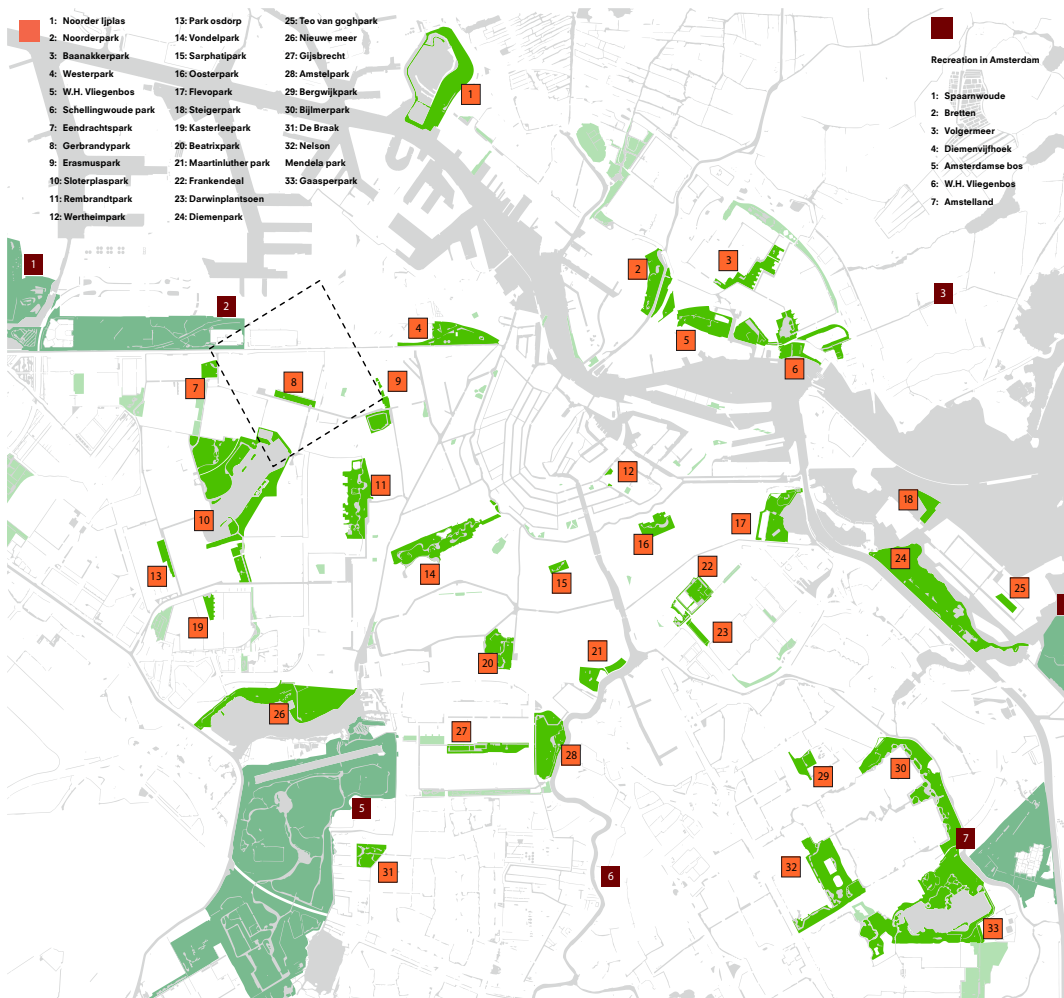 1: Noorder Ijplas
2: Noorderpark
3: Baanakkerpark
4: Westerpark
5: W.H. Vliegenbos
6: Schellingwoude park
7: Eendrachtspark
8: Gerbrandypark
9: Erasmuspark
10: Sloterplaspark
11: Rembrandtpark
12: Wertheimpark
13: Park osdorp
14: Vondelpark
15: Sarphatipark
16: Oosterpark
17: Flevopark
18: Steigerpark
19: Kasterleepark
20: Beatrixpark
21: Maartinluther park
22: Frankendeal
23: Darwinplantsoen
24: Diemenpark
25: Teo van goghpark
26: Nieuwe meer
27: Gijsbrecht
28: Amstelpark
29: Bergwijkpark
30: Bijlmerpark
31: De Braak
32: Nelson
Mendela park
33: Gaasperpark
Recreation in Amsterdam
1: Spaarnwoude
2: Bretten
3: Volgermeer
4: Diemenvijfhoek
5: Amsterdamse bos
6: W.H. Vliegenbos
7: Amstelland
1
1
2
3
2
3
4
5
6
7
8
9
10
11
12
13
14
15
16
17
18
19
20
21
22
23
24
25
26
27
28
29
30
31
32
33
5
6
7